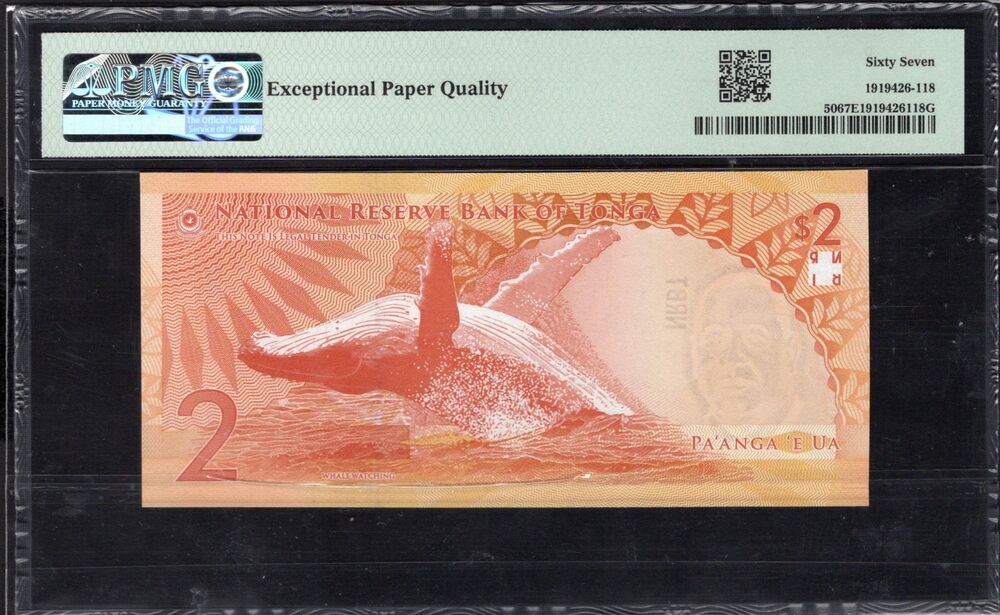 PMG
PAPER MONEY GUARANTY
The Official Grading
Service of the ANA
Exceptional Paper Quality
Sixty Seven
1919426-118
5067E1919426118G
NATIONAL RESERVE BANK OF TONGA
THIS NOTE IS LEGAL TENDER IN TONGA
$2
NRBT
2
WHALE WATCHING
PA'ANGA 'E UA